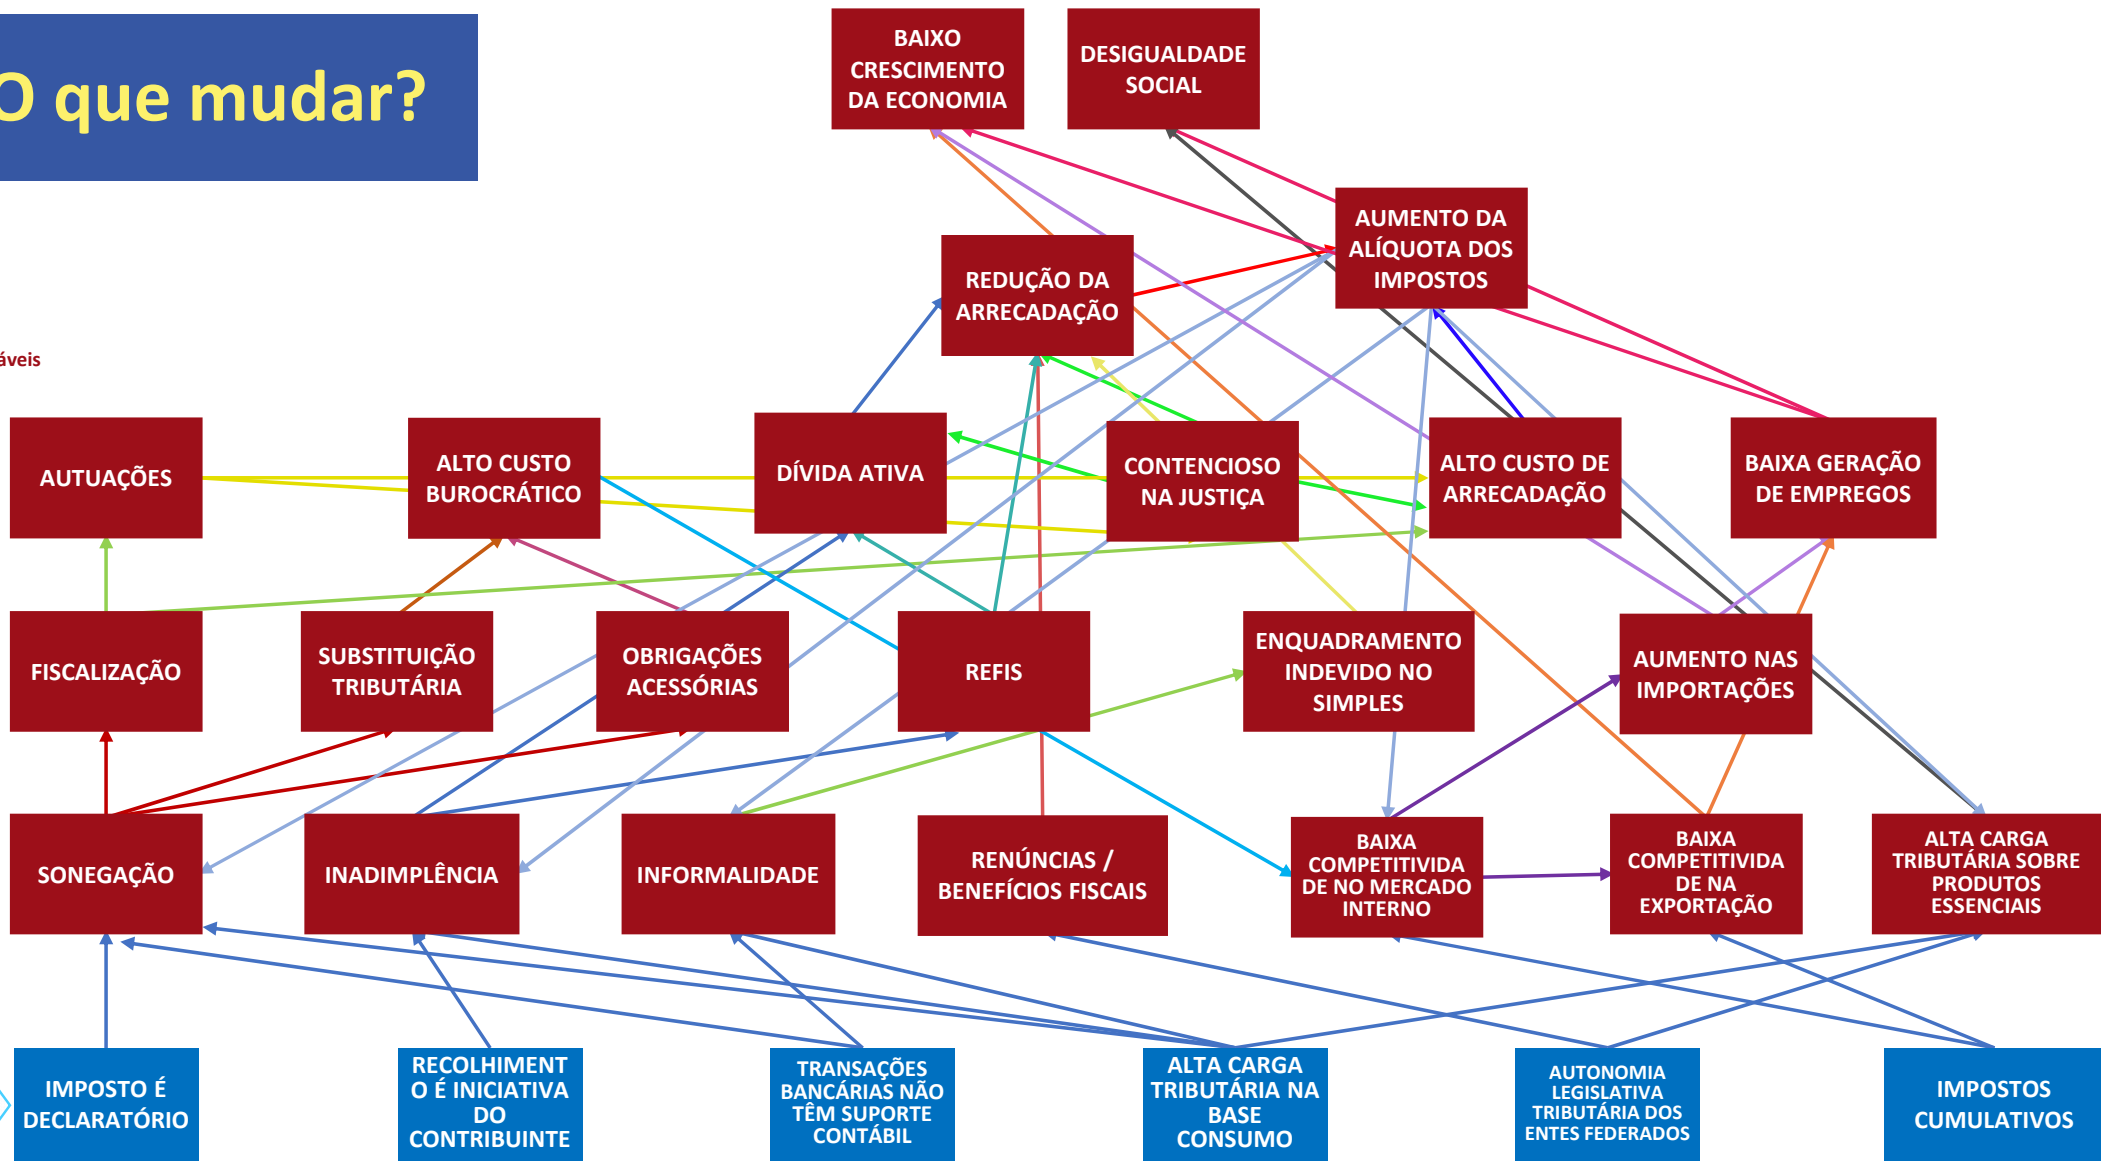 O que mudar?
BAIXO
CRESCIMENTO
DA ECONOMIA
DESIGUALDADE
SOCIAL
AUMENTO DA
ALÍQUOTA DOS
IMPOSTOS
REDUÇÃO DA
ARRECADAÇÃO
áveis
AUTUAÇÕES
ALTO CUSTO
BUROCRÁTICO
DÍVIDA ATIVA
CONTENCIOSO
NA JUSTIÇA
ALTO CUSTO DE
ARRECADAÇÃO
BAIXA GERAÇÃO
DE EMPREGOS
FISCALIZAÇÃO
SUBSTITUIÇÃO
TRIBUTÁRIA
OBRIGAÇÕES
ACESSÓRIAS
REFIS
ENQUADRAMENTO
INDEVIDO NO
SIMPLES
AUMENTO NAS
IMPORTAÇÕES
SONEGAÇÃO
INADIMPLÊNCIA
INFORMALIDADE
RENÚNCIAS /
BENEFÍCIOS FISCAIS
BAIXA
COMPETITIVIDA
DE NO MERCADO
INTERNO
BAIXA
COMPETITIVIDA
DE NA
EXPORTAÇÃO
ALTA CARGA
TRIBUTÁRIA SOBRE
PRODUTOS
ESSENCIAIS
IMPOSTO É
DECLARATÓRIO
RECOLHIMENT
O É INICIATIVA
DO
CONTRIBUINTE
TRANSAÇÕES
BANCÁRIAS NÃO
TÊM SUPORTE
CONTÁBIL
ALTA CARGA
TRIBUTÁRIA NA
BASE
CONSUMO
AUTONOMIA
LEGISLATIVA
TRIBUTÁRIA DOS
ENTES FEDERADOS
IMPOSTOS
CUMULATIVOS